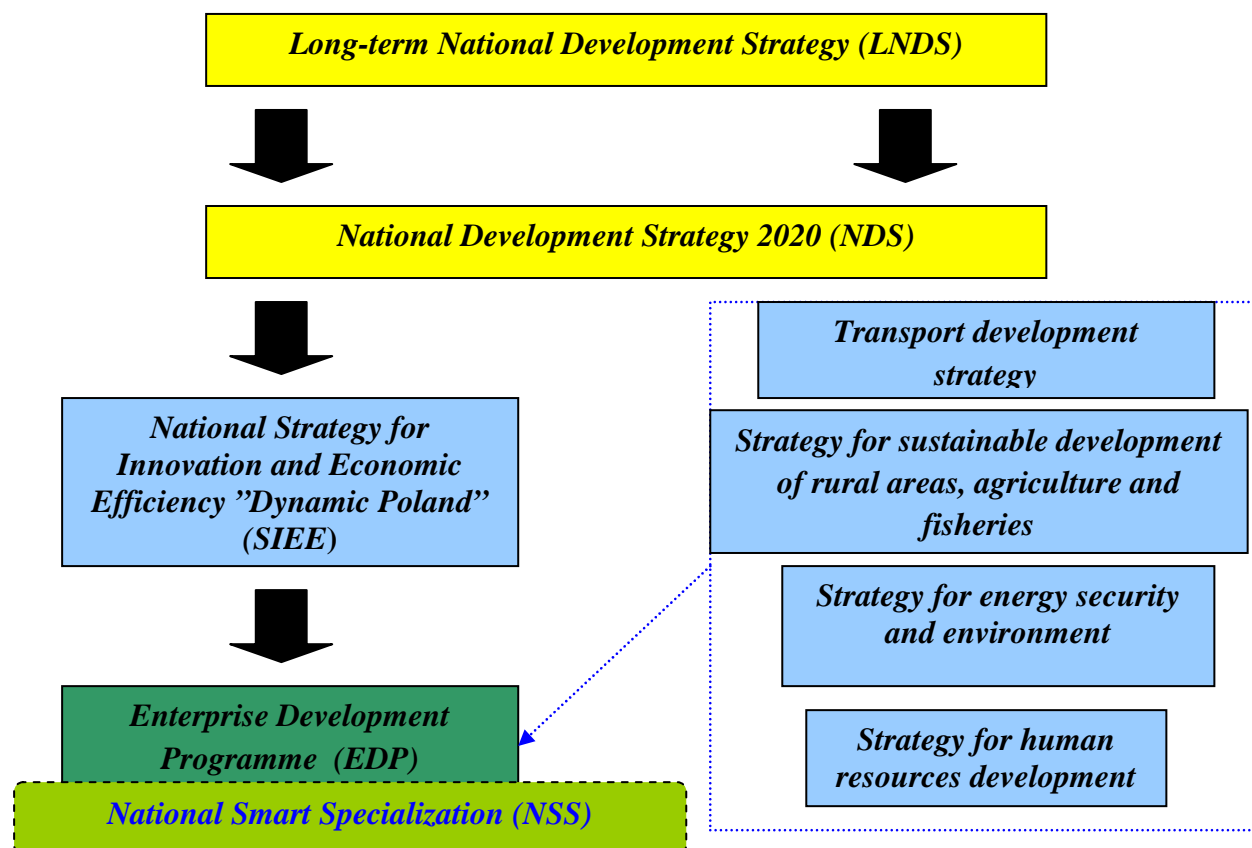 Long-term National Development Strategy (LNDS)
National Development Strategy 2020 (NDS)
National Strategy for
Innovation and Economic
Efficiency ”Dynamic Poland”
(SIEE)
Enterprise Development
Programme (EDP)
National Smart Specialization (NSS)
Transport development
strategy
Strategy for sustainable development
of rural areas, agriculture and
fisheries
Strategy for energy security
and environment
Strategy for human
resources development